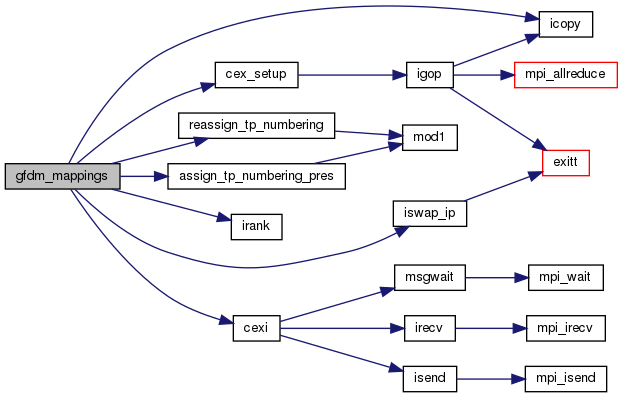 gfdm_mappings
icopy
cex_setup
igop
mpi_allreduce
reassign_tp_numbering
mod1
assign_tp_numbering_pres
exitt
irank
iswap_ip
cexi
msgwait
mpi_wait
irecv
mpi_irecv
isend
mpi_isend